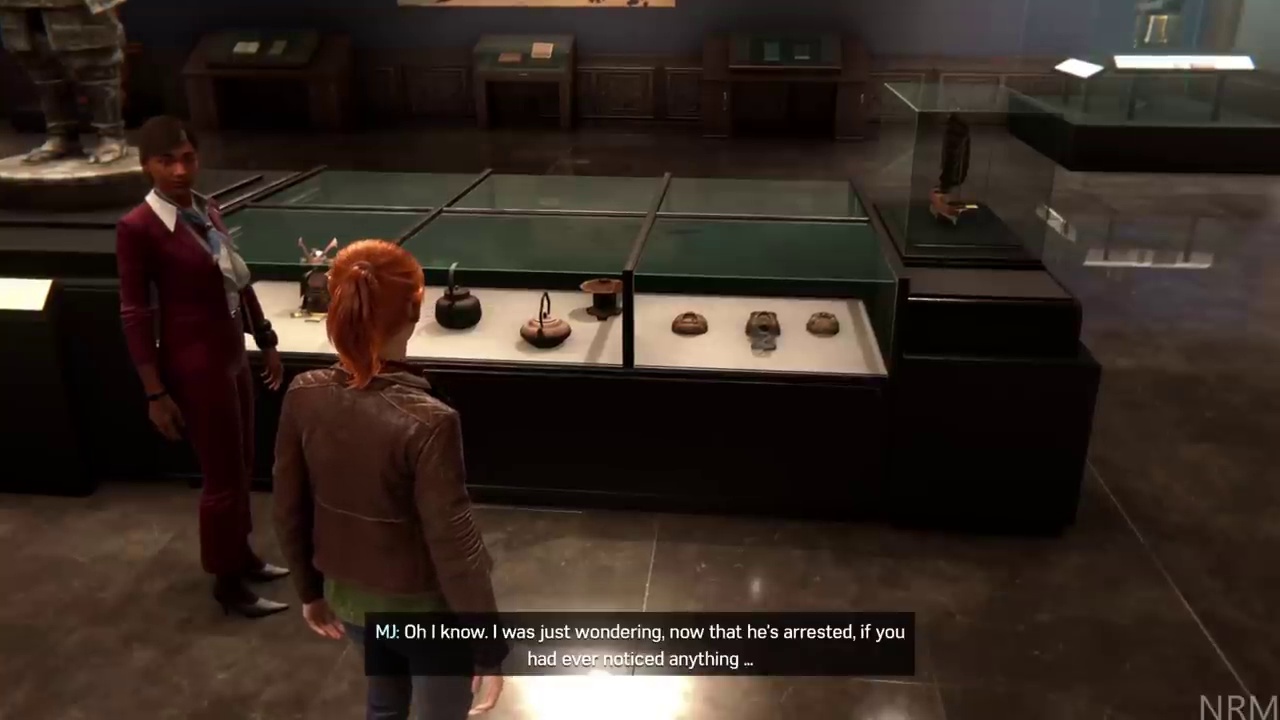 MJ: Oh I know. I was just wondering, now that he's arrested, if you
had ever noticed anything ...
NRM